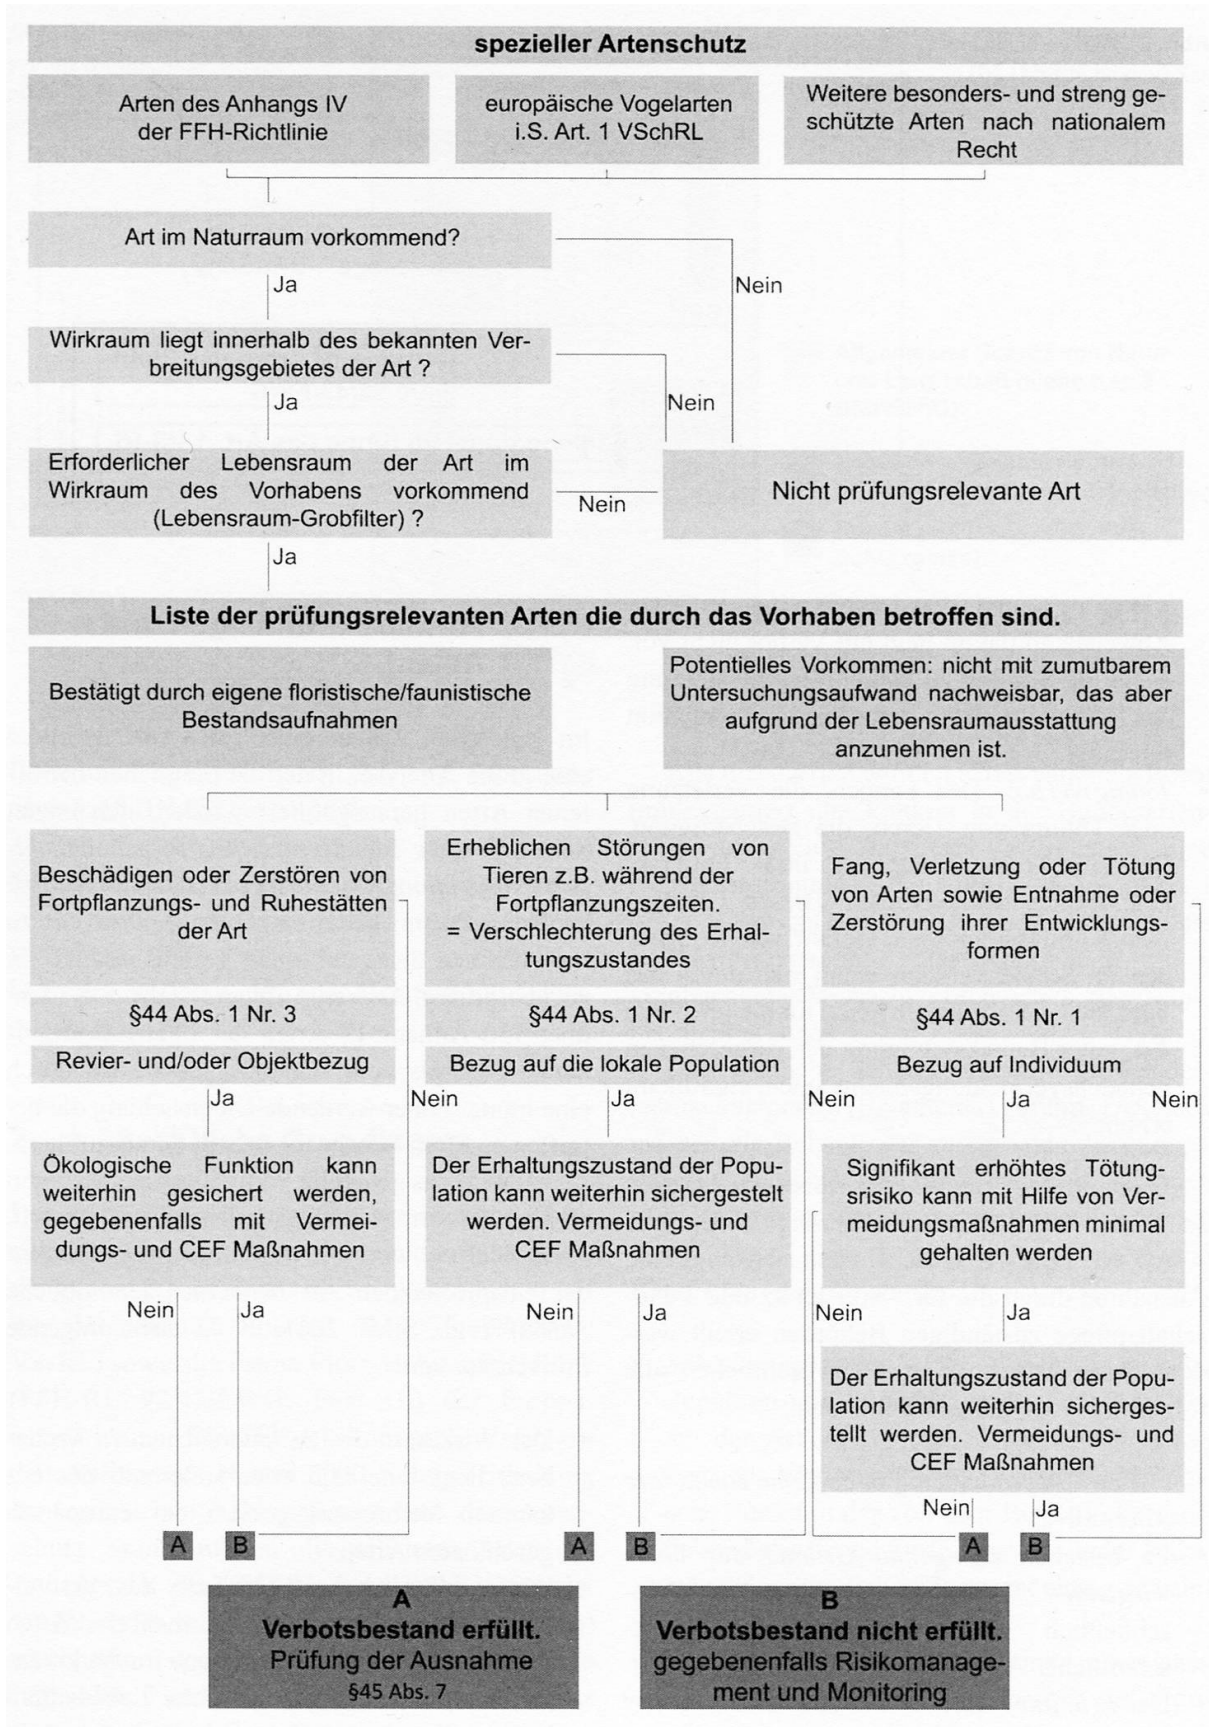 spezieller Artenschutz
Arten des Anhangs IV
der FFH-Richtlinie
europäische Vogelarten
i.S. Art. 1 VSchRL
Weitere besonders- und streng ge-
schützte Arten nach nationalem
Recht
Art im Naturraum vorkommend?
Nein
Ja
Wirkraum liegt innerhalb des bekannten Ver-
breitungsgebietes der Art ?
Nein
Ja
Erforderlicher Lebensraum der Art im
Wirkraum des Vorhabens vorkommend
(Lebensraum-Grobfilter) ?
Nein
Nicht prüfungsrelevante Art
Ja
Liste der prüfungsrelevanten Arten die durch das Vorhaben betroffen sind.
Bestätigt durch eigene floristische/faunistische
Bestandsaufnahmen
Potentielles Vorkommen: nicht mit zumutbarem
Untersuchungsaufwand nachweisbar, das aber
aufgrund der Lebensraumausstattung
anzunehmen ist.
Beschädigen oder Zerstören von
Fortpflanzungs- und Ruhestätten
der Art
§44 Abs. 1 Nr. 3
Revier- und/oder Objektbezug
Ja
Nein
Ökologische Funktion kann
weiterhin gesichert werden,
gegebenenfalls mit Vermei-
dungs- und CEF Maßnahmen
Nein
Ja
A
B
Erheblichen Störungen von
Tieren z.B. während der
Fortpflanzungszeiten.
= Verschlechterung des Erhal-
tungszustandes
§44 Abs. 1 Nr. 2
Bezug auf die lokale Population
Ja
Nein
Der Erhaltungszustand der Popu-
lation kann weiterhin sichergestelt
werden. Vermeidungs- und
CEF Maßnahmen
Nein
Ja
A
B
Fang, Verletzung oder Tötung
von Arten sowie Entnahme oder
Zerstörung ihrer Entwicklungs-
formen
§44 Abs. 1 Nr. 1
Bezug auf Individuum
Ja
Nein
Signifikant erhöhtes Tötung-
srisiko kann mit Hilfe von Ver-
meidungsmaßnahmen minimal
gehalten werden
Nein
Ja
Der Erhaltungszustand der Popu-
lation kann weiterhin sicherges-
tellt werden. Vermeidungs- und
CEF Maßnahmen
Nein
Ja
A
B
A
Verbotsbestand erfüllt.
Prüfung der Ausnahme
§45 Abs. 7
B
Verbotsbestand nicht erfüllt.
gegebenenfalls Risikomanage-
ment und Monitoring